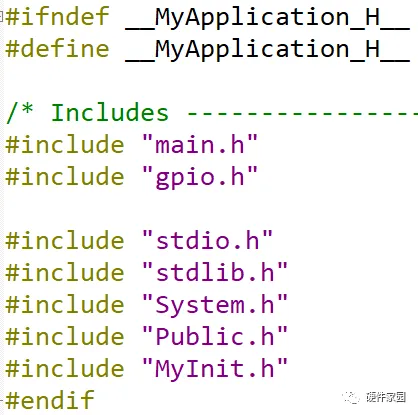 #ifndef __MyApplication_H__
#define __MyApplication_H__
/* Includes ----------------
#include "main.h"
#include "gpio.h"
#include "stdio.h"
#include "stdlib.h"
#include "System.h"
#include "Public.h"
#include "MyInit.h"
#endif
硬件家园